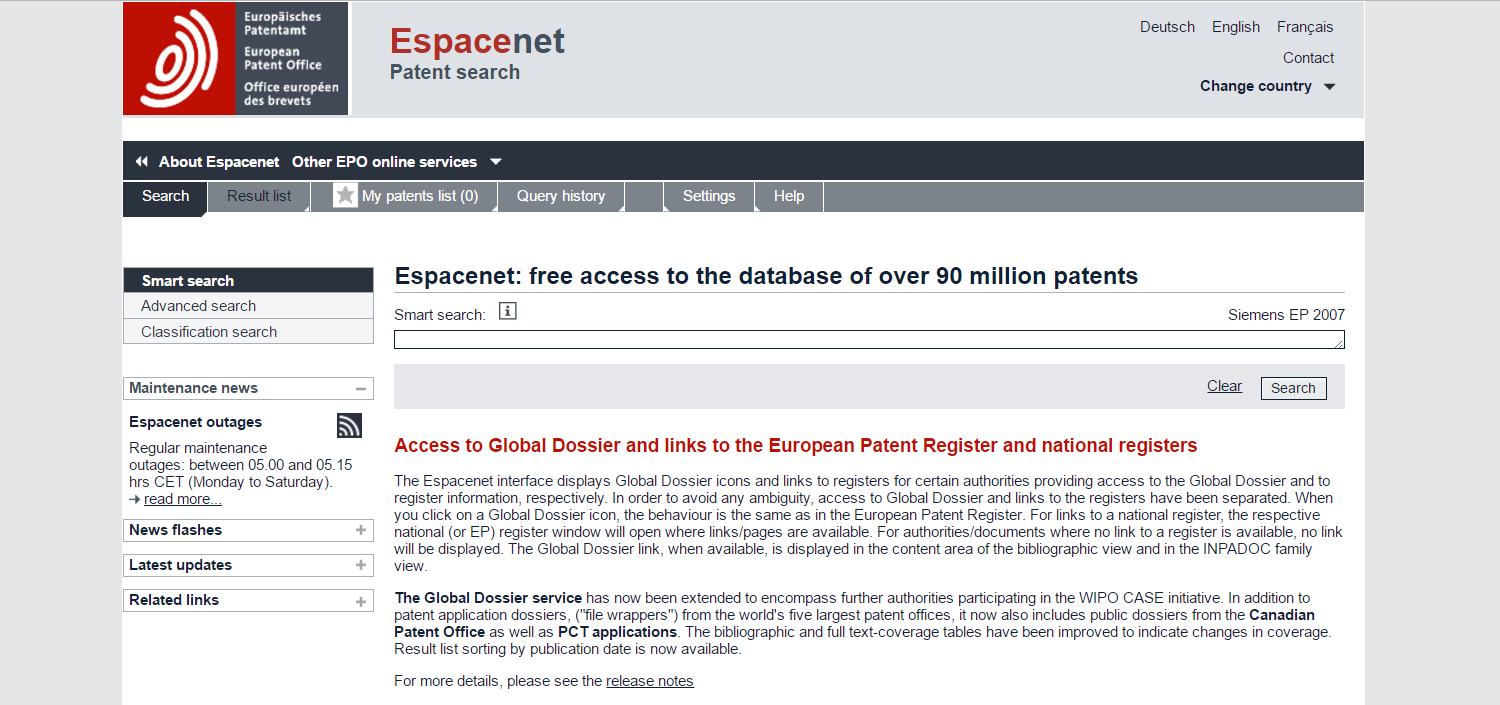 Europäisches
Patentamt
European
Patent Office
Office européen
des brevets
Espacenet
Patent search
Deutsch English Français
Contact
Change country
About Espacenet Other EPO online services
Search Result list My patents list (0) Query history Settings Help
Smart search
Advanced search
Classification search
Maintenance news
Espacenet outages
Regular maintenance
outages: between 05.00 and 05.15
hrs CET (Monday to Saturday).
read more...
News flashes
Latest updates
Related links
Espacenet: free access to the database of over 90 million patents
Smart search: i Siemens EP 2007
Clear Search
Access to Global Dossier and links to the European Patent Register and national registers
The Espacenet interface displays Global Dossier icons and links to registers for certain authorities providing access to the Global Dossier and to
register information, respectively. In order to avoid any ambiguity, access to Global Dossier and links to the registers have been separated. When
you click on a Global Dossier icon, the behaviour is the same as in the European Patent Register. For links to a national register, the respective
national (or EP) register window will open where links/pages are available. For authorities/documents where no link to a register is available, no link
will be displayed. The Global Dossier link, when available, is displayed in the content area of the bibliographic view and in the INPADOC family
view.
The Global Dossier service has now been extended to encompass further authorities participating in the WIPO CASE initiative. In addition to
patent application dossiers, ("file wrappers") from the world's five largest patent offices, it now also includes public dossiers from the Canadian
Patent Office as well as PCT applications. The bibliographic and full text-coverage tables have been improved to indicate changes in coverage.
Result list sorting by publication date is now available.
For more details, please see the release notes